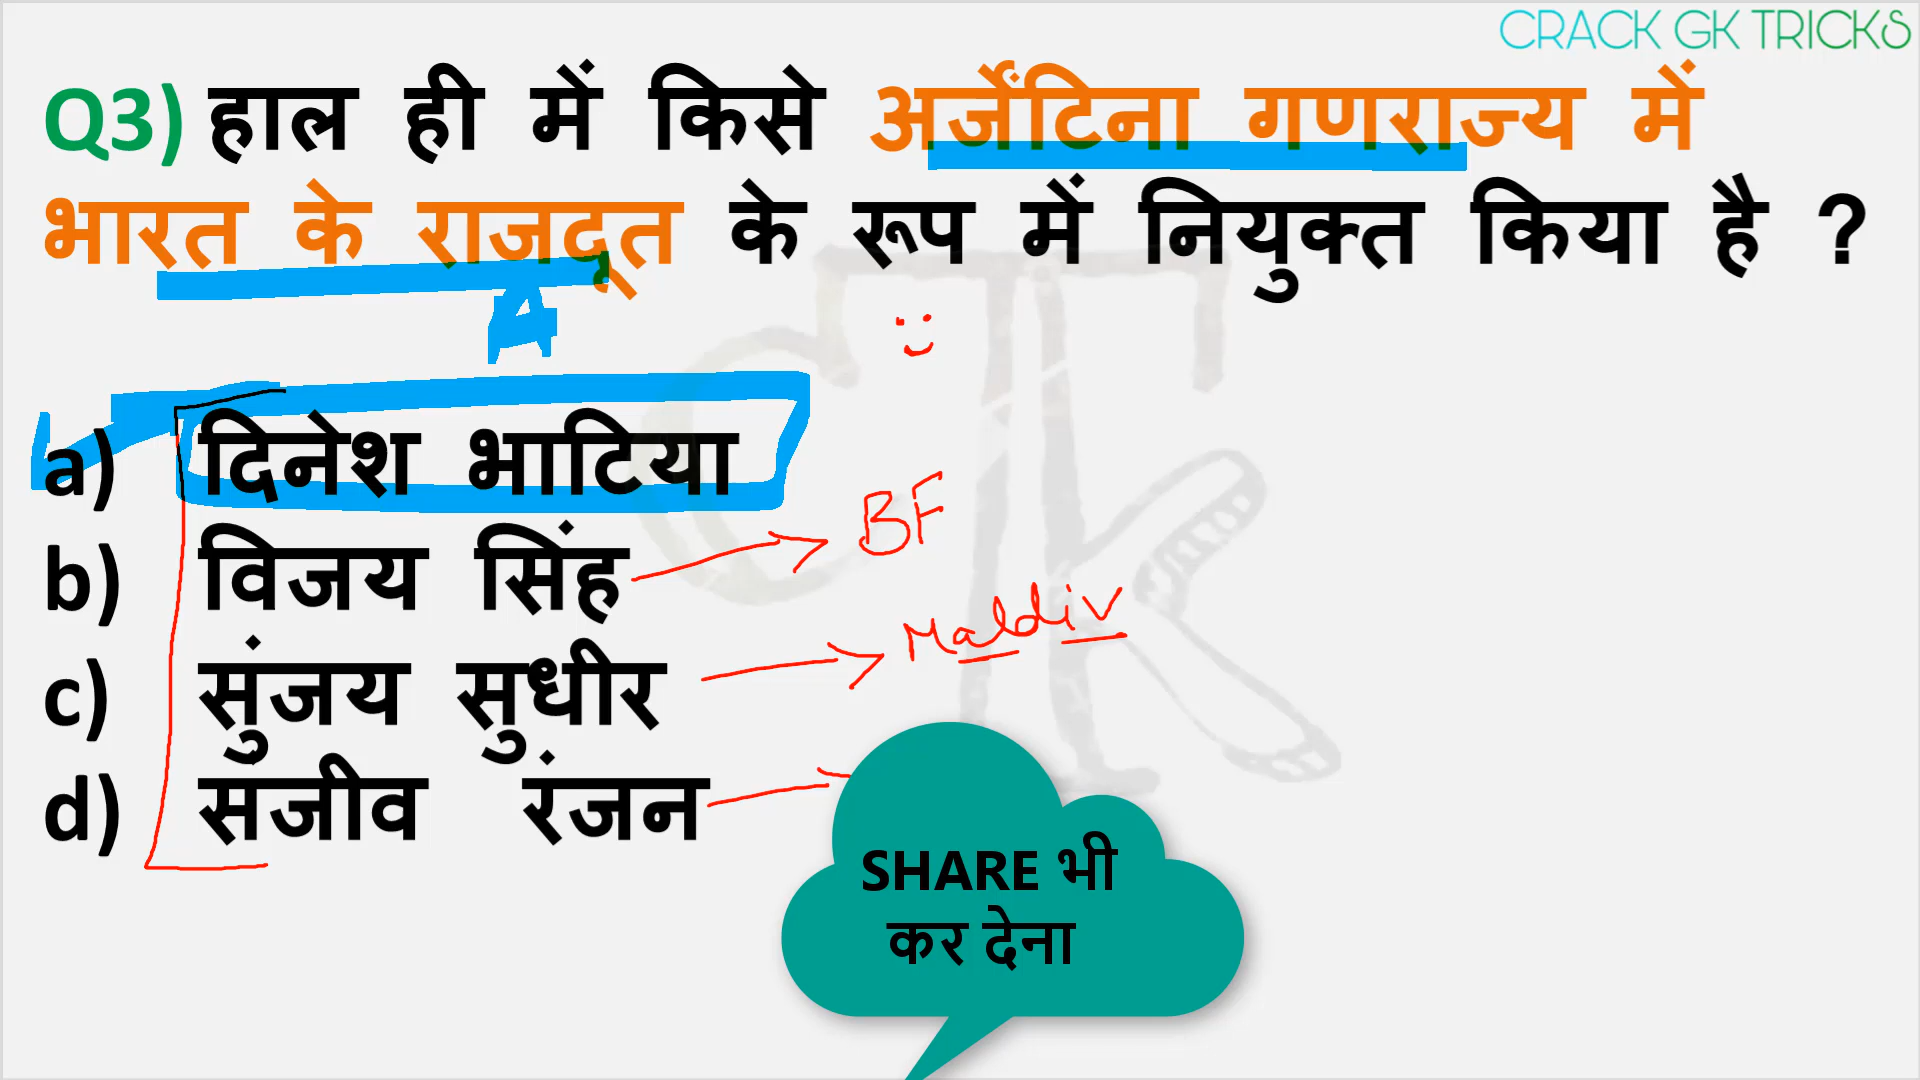 CRACK GK TRICKS
Q3) हाल ही में किसे अर्जेंटिना गणराज्य में
भारत के राजदूत के रूप में नियुक्त किया है ?
a) दिनेश भाटिया
b) विजय सिंह
BF
c) सुंजय सुधीर
Maldiv
d) संजीव रंजन
SHARE भी
कर देना